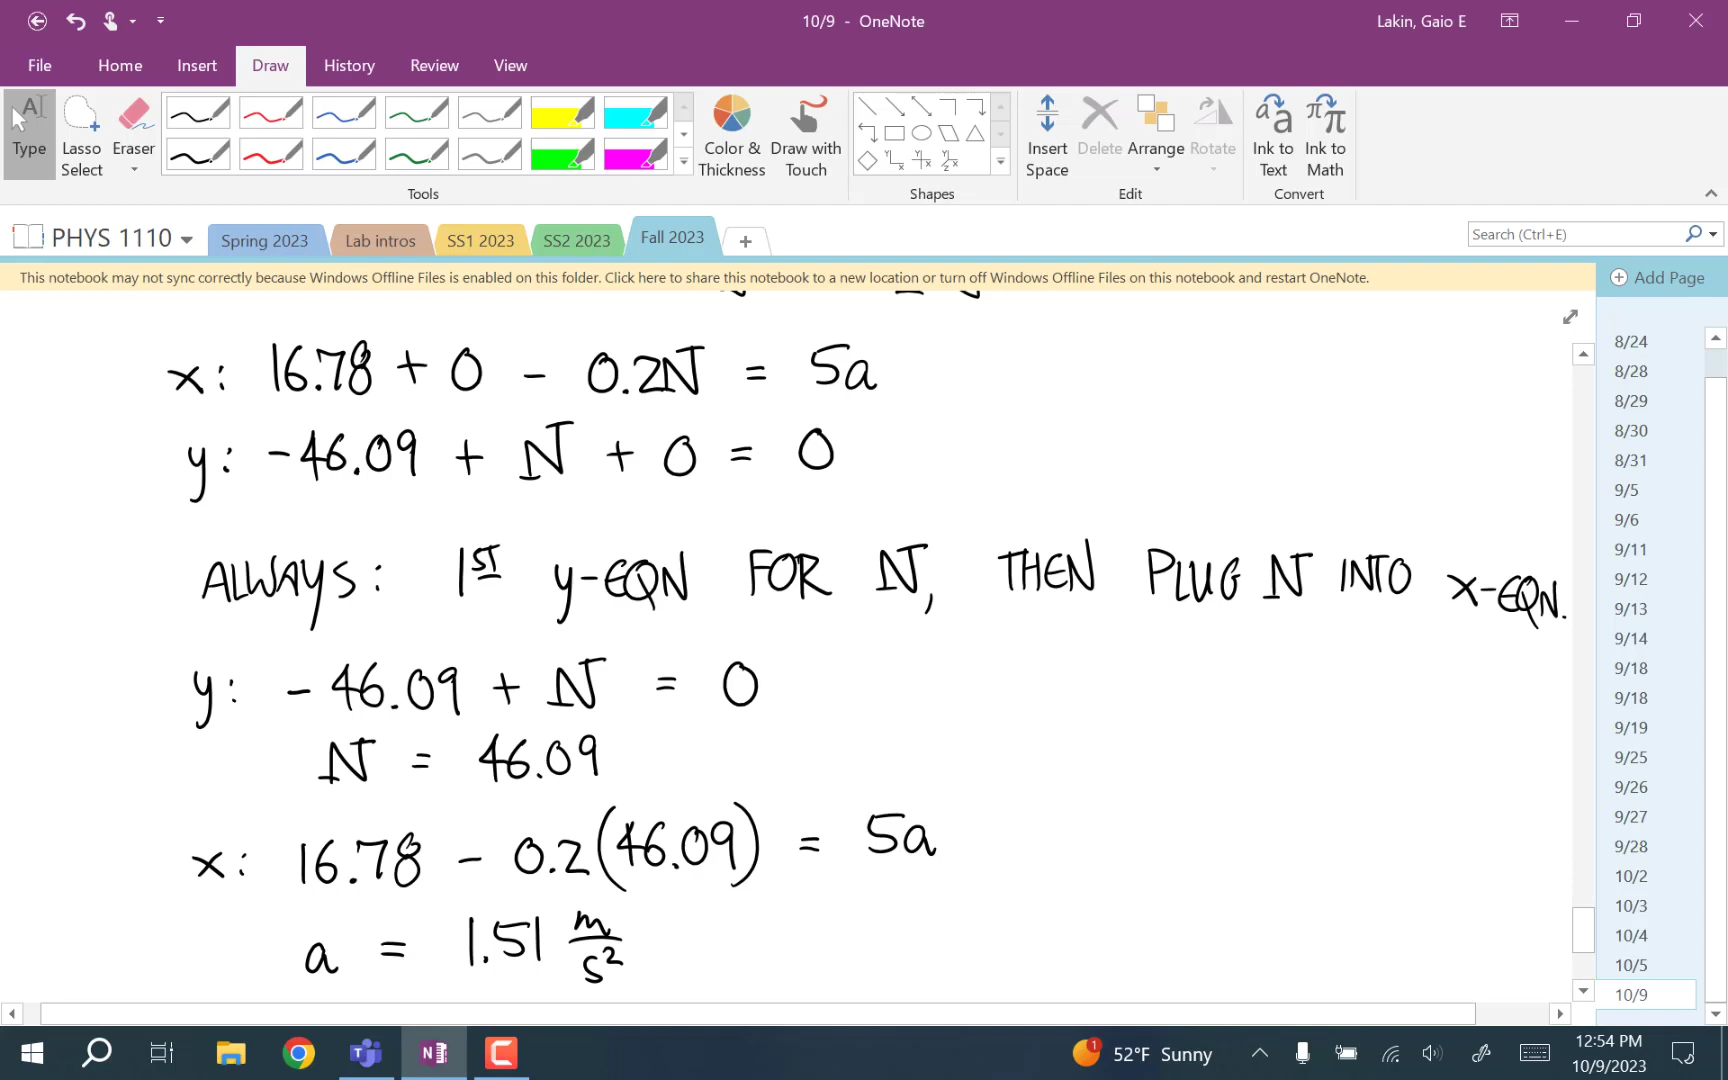 10/9 - OneNote
Lakin, Gaio E
File Home Insert Draw History Review View
Type
Lasso Select
Eraser
Color & Thickness
Draw with Touch
Insert Space
Delete
Arrange
Rotate
Ink to Text
Ink to Math
Tools
Shapes
Edit
Convert
PHYS 1110
Spring 2023
Lab intros
SS1 2023
SS2 2023
Fall 2023
Search (Ctrl+E)
This notebook may not sync correctly because Windows Offline Files is enabled on this folder. Click here to share this notebook to a new location or turn off Windows Offline Files on this notebook and restart OneNote.
Add Page
x: 16.78 + 0 - 0.2N = 5a
y: -46.09 + N + 0 = 0
ALWAYS: 1ST y-EQN FOR N, THEN PLUG N INTO x-EQN.
y: -46.09 + N = 0
N = 46.09
x: 16.78 - 0.2(46.09) = 5a
a = 1.51 m/s²
8/24
8/28
8/29
8/30
8/31
9/5
9/6
9/11
9/12
9/13
9/14
9/18
9/18
9/19
9/25
9/26
9/27
9/28
10/2
10/3
10/4
10/5
10/9
52°F Sunny
12:54 PM
10/9/2023